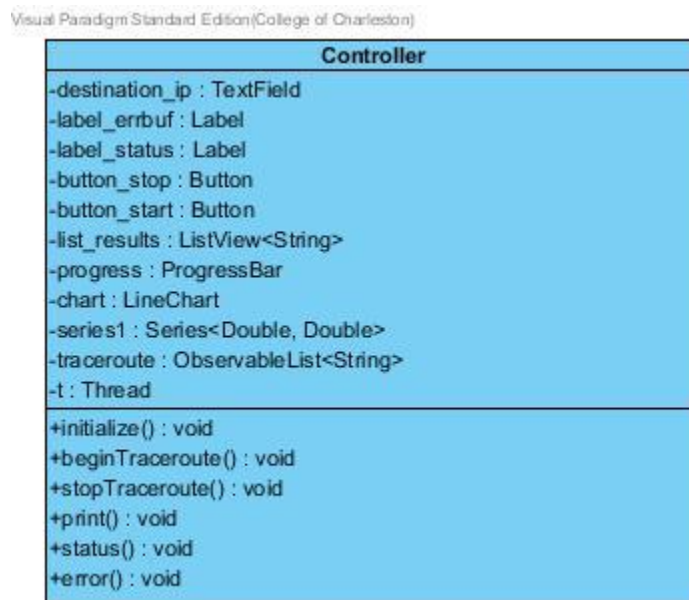 Visual Paradigm Standard Edition(College of Charleston)
Controller
-destination_ip : TextField
-label_errbuf : Label
-label_status : Label
-button_stop : Button
-button_start : Button
-list_results : ListView<String>
-progress : ProgressBar
-chart : LineChart
-series1 : Series<Double, Double>
-traceroute : ObservableList<String>
-t : Thread
+initialize() : void
+beginTraceroute() : void
+stopTraceroute() : void
+print() : void
+status() : void
+error() : void